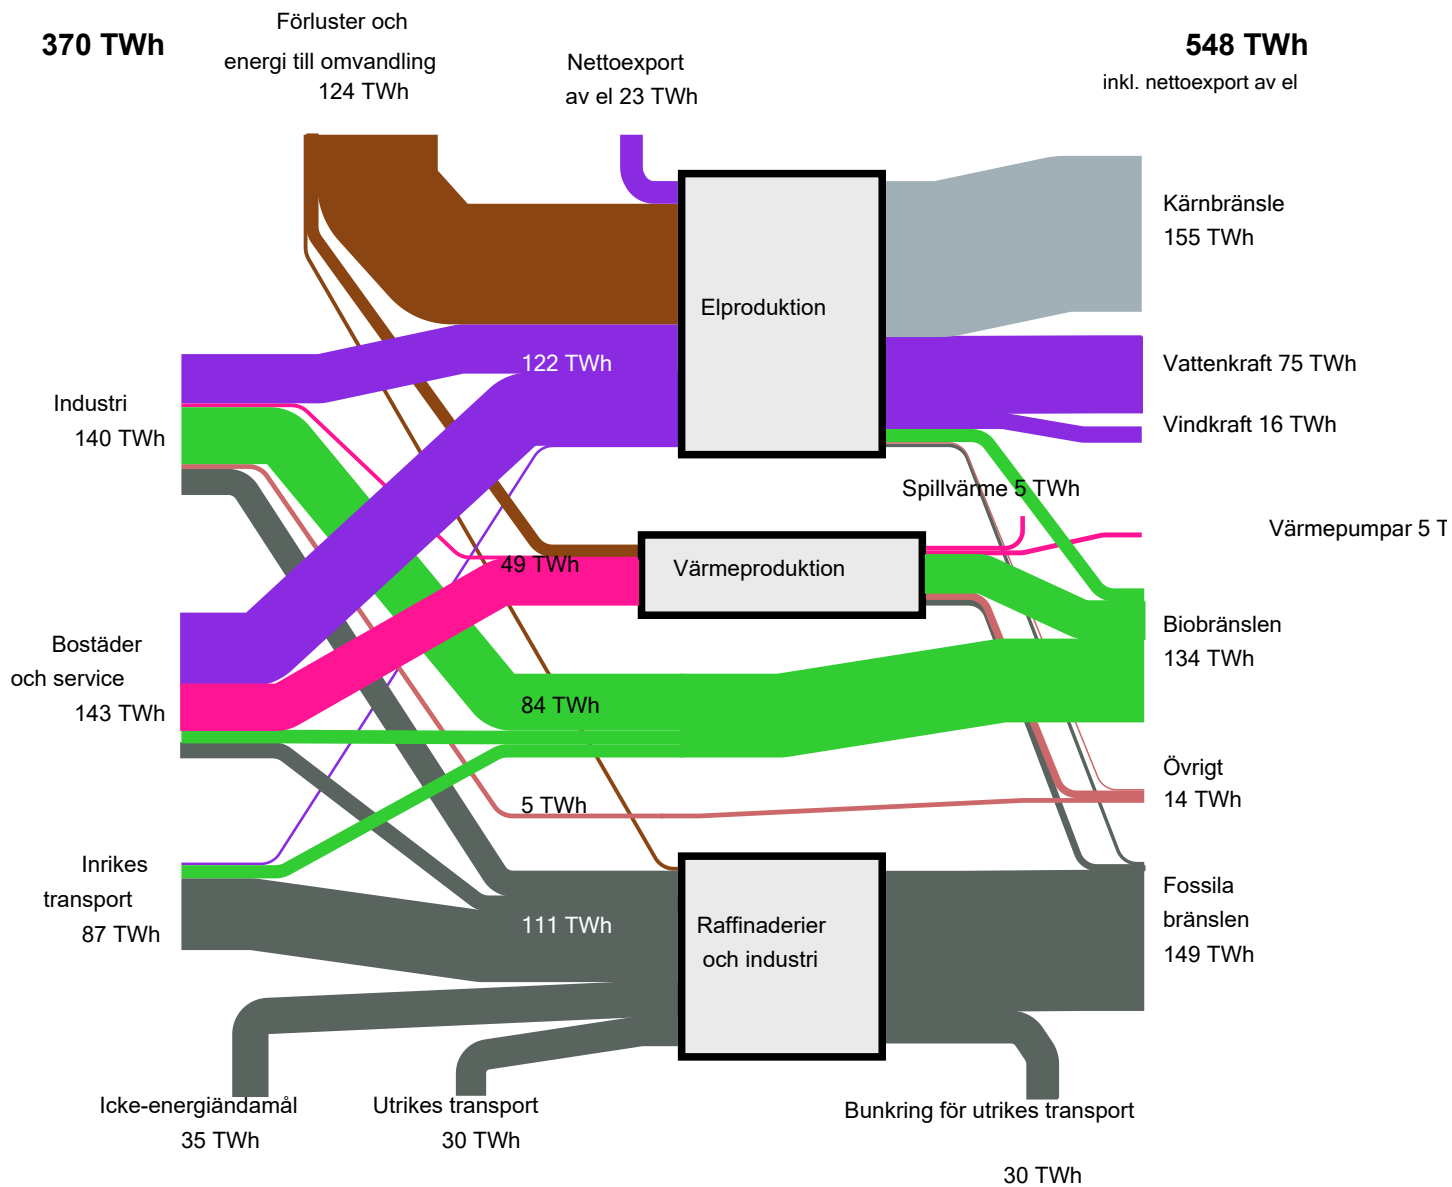 370 TWh
Förluster och
energi till omvandling
124 TWh
Nettoexport
av el 23 TWh
548 TWh
inkl. nettoexport av el
Kärnbränsle
155 TWh
Elproduktion
122 TWh
Vattenkraft 75 TWh
Vindkraft 16 TWh
Industri
140 TWh
Spillvärme 5 TWh
Värmepumpar 5 T
49 TWh
Värmeproduktion
Biobränslen
134 TWh
Bostäder
och service
143 TWh
84 TWh
Övrigt
14 TWh
5 TWh
Inrikes
transport
87 TWh
111 TWh
Raffinaderier
och industri
Fossila
bränslen
149 TWh
Icke-energiändamål
35 TWh
Utrikes transport
30 TWh
Bunkring för utrikes transport
30 TWh